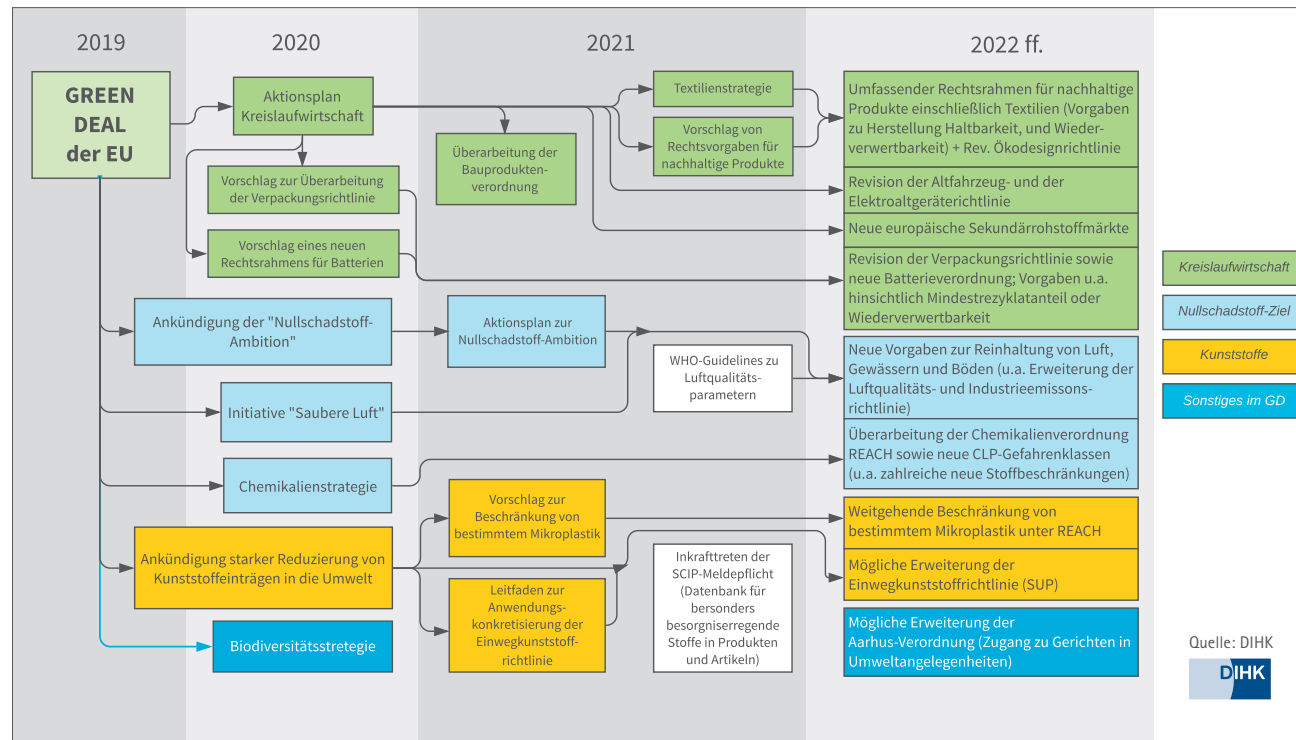 2019
2020
2021
2022 ff.
GREEN
DEAL
der EU
Aktionsplan
Kreislaufwirtschaft
Vorschlag zur Überarbeitung
der Verpackungsrichtlinie
Vorschlag eines neuen
Rechtsrahmens für Batterien
Überarbeitung der
Bauprodukten-
verordnung
Textilienstrategie
Vorschlag von
Rechtsvorgaben für
nachhaltige Produkte
Umfassender Rechtsrahmen für nachhaltige
Produkte einschließlich Textilien (Vorgaben
zu Herstellung Haltbarkeit, und Wieder-
verwertbarkeit) + Rev. Ökodesignrichtlinie
Revision der Altfahrzeug- und der
Elektroaltgeräterichtlinie
Neue europäische Sekundärrohstoffmärkte
Revision der Verpackungsrichtlinie sowie
neue Batterieverordnung; Vorgaben u.a.
hinsichtlich Mindestrezyklatanteil oder
Wiederverwertbarkeit
Ankündigung der "Nullschadstoff-
Ambition"
Aktionsplan zur
Nullschadstoff-Ambition
Initiative "Saubere Luft"
WHO-Guidelines zu
Luftqualitäts-
parametern
Neue Vorgaben zur Reinhaltung von Luft,
Gewässern und Böden (u.a. Erweiterung der
Luftqualitäts- und Industrieemissons-
richtlinie)
Chemikalienstrategie
Überarbeitung der Chemikalienverordnung
REACH sowie neue CLP-Gefahrenklassen
(u.a. zahlreiche neue Stoffbeschränkungen)
Ankündigung starker Reduzierung von
Kunststoffeinträgen in die Umwelt
Vorschlag zur
Beschränkung von
bestimmtem Mikroplastik
Leitfaden zur
Anwendungs-
konkretisierung der
Einwegkunststoff-
richtlinie
Inkrafttreten der
SCIP-Meldepflicht
(Datenbank für
bersonders
besorgniserregende
Stoffe in Produkten
und Artikeln)
Weitgehende Beschränkung von
bestimmtem Mikroplastik unter REACH
Mögliche Erweiterung der
Einwegkunststoffrichtlinie (SUP)
Biodiversitätsstretegie
Mögliche Erweiterung der
Aarhus-Verordnung (Zugang zu Gerichten in
Umweltangelegenheiten)
Kreislaufwirtschaft
Nullschadstoff-Ziel
Kunststoffe
Sonstiges im GD
Quelle: DIHK
DIHK